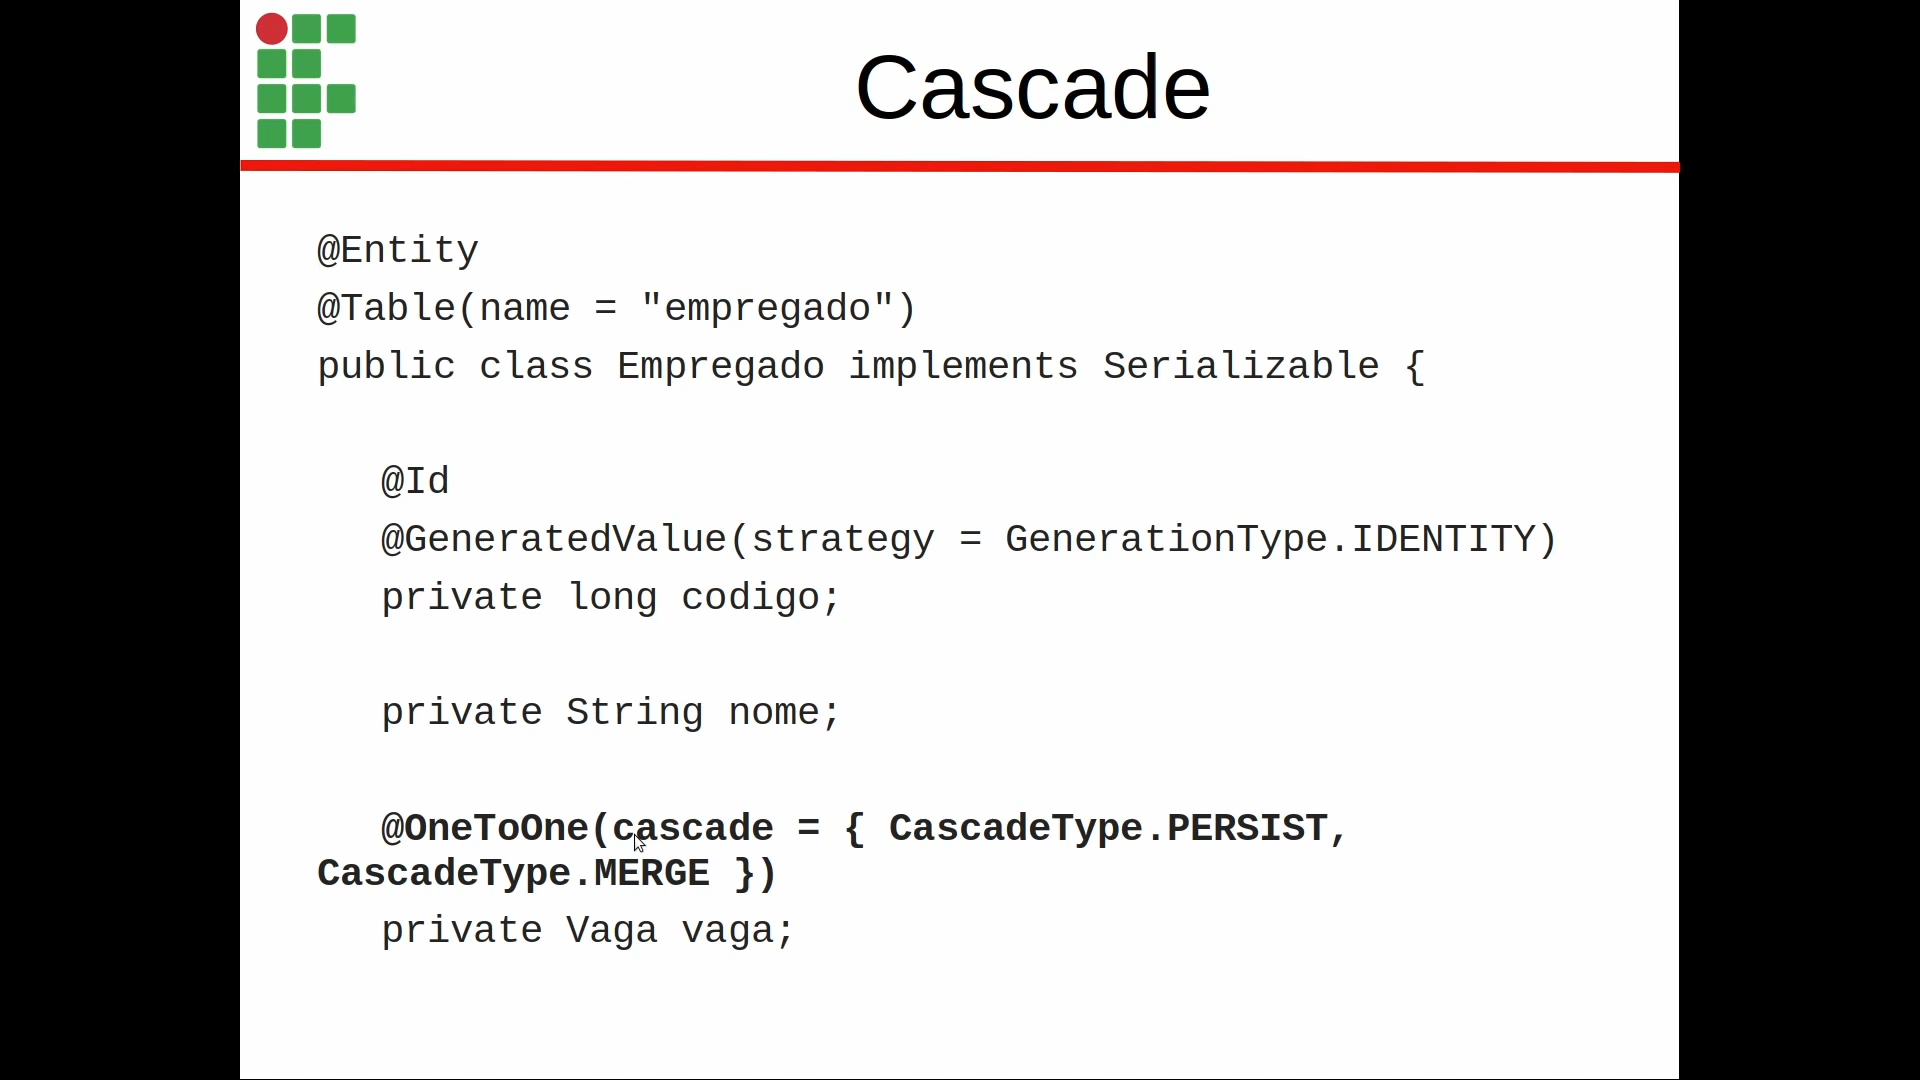 Cascade
@Entity
@Table(name = "empregado")
public class Empregado implements Serializable {
@Id
@GeneratedValue(strategy = GenerationType.IDENTITY)
private long codigo;
private String nome;
@OneToOne(cascade = { CascadeType.PERSIST,
CascadeType.MERGE })
private Vaga vaga;